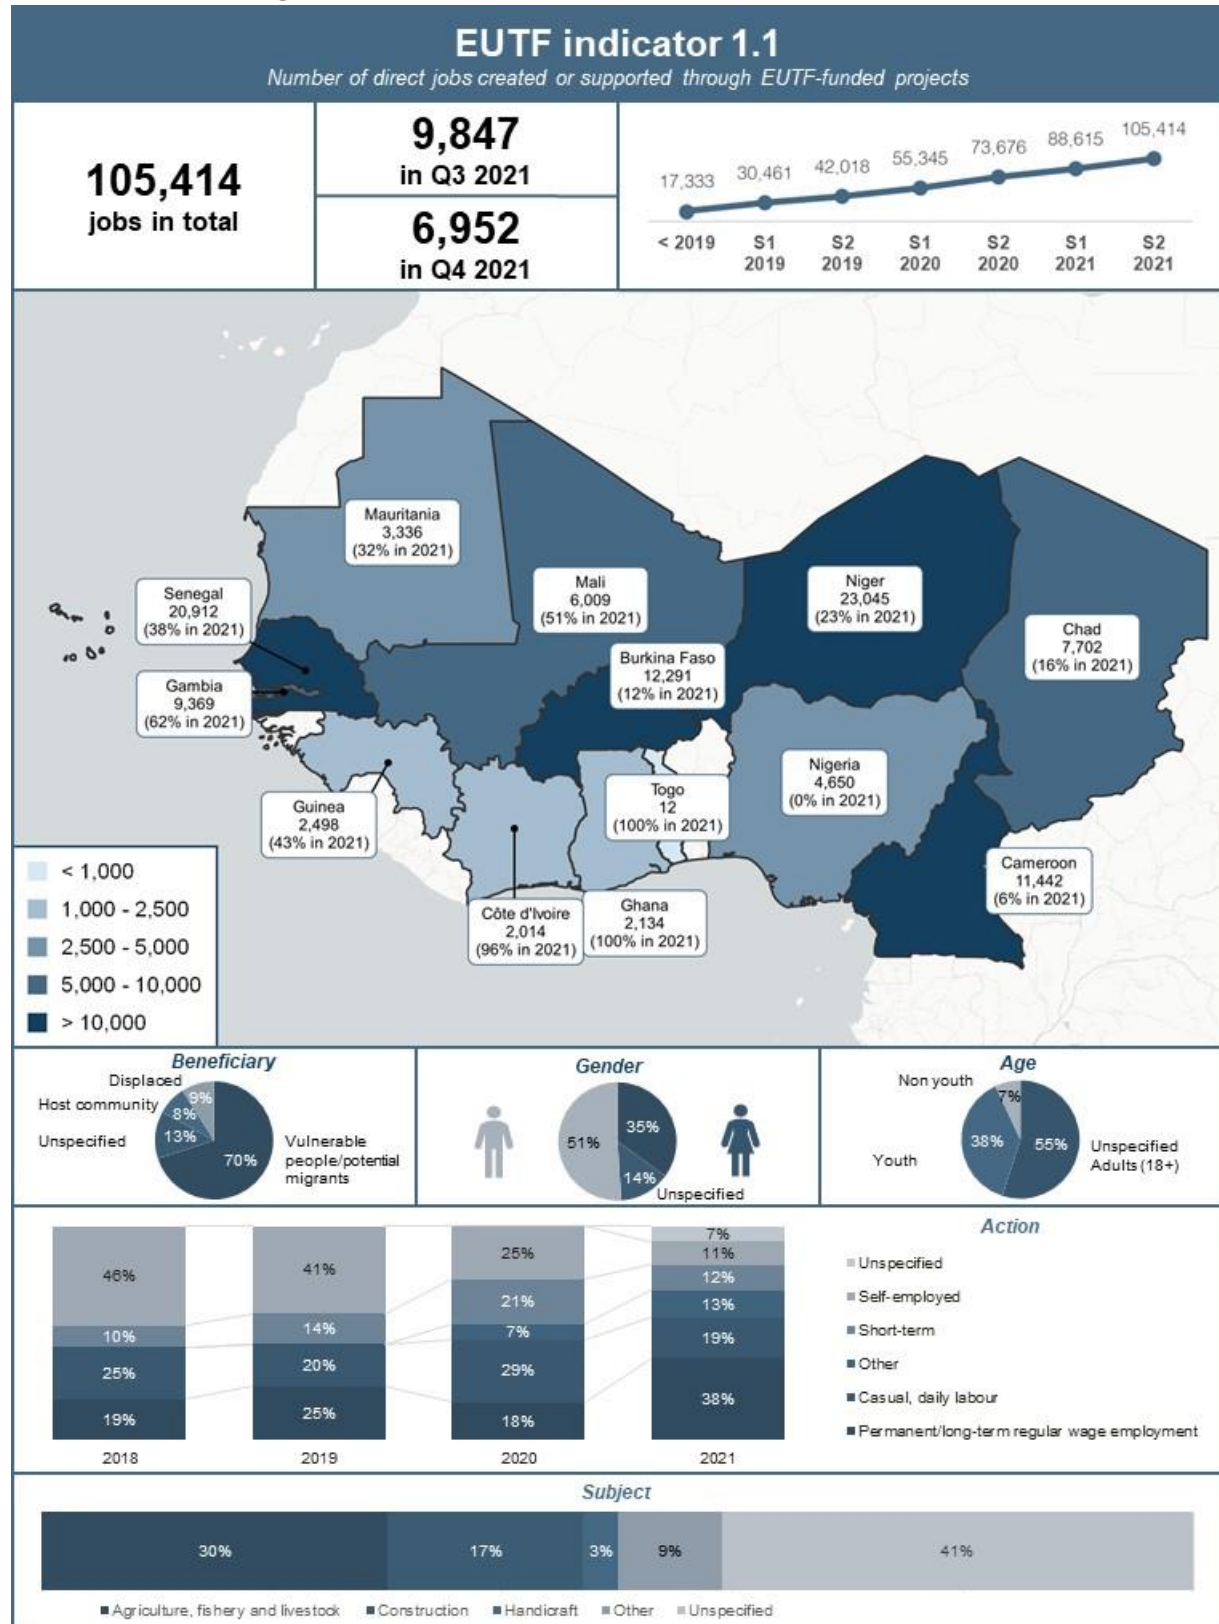 EUTF indicator 1.1
Number of direct jobs created or supported through EUTF-funded projects
105,414
jobs in total
9,847
in Q3 2021
6,952
in Q4 2021
17,333
30,461
42,018
55,345
73,676
88,615
105,414
< 2019
S1
2019
S2
2019
S1
2020
S2
2020
S1
2021
S2
2021
Mauritania
3,336
(32% in 2021)
Senegal
20,912
(38% in 2021)
Mali
6,009
(51% in 2021)
Niger
23,045
(23% in 2021)
Chad
7,702
(16% in 2021)
Burkina Faso
12,291
(12% in 2021)
Gambia
9,369
(62% in 2021)
Guinea
2,498
(43% in 2021)
Togo
12
(100% in 2021)
Nigeria
4,650
(0% in 2021)
Cameroon
11,442
(6% in 2021)
Côte d'Ivoire
2,014
(96% in 2021)
Ghana
2,134
(100% in 2021)
< 1,000
1,000 - 2,500
2,500 - 5,000
5,000 - 10,000
> 10,000
Beneficiary
Displaced
9%
Host community
8%
Unspecified
13%
70%
Vulnerable
people/potential
migrants
Gender
51%
35%
14%
Unspecified
Age
Non youth
7%
38%
55%
Youth
Unspecified
Adults (18+)
46%
10%
25%
19%
2018
41%
14%
20%
25%
2019
25%
21%
7%
29%
18%
2020
7%
11%
12%
13%
19%
38%
2021
Action
Unspecified
Self-employed
Short-term
Other
Casual, daily labour
Permanent/long-term regular wage employment
Subject
30%
17%
3%
9%
41%
Agriculture, fishery and livestock
Construction
Handicraft
Other
Unspecified